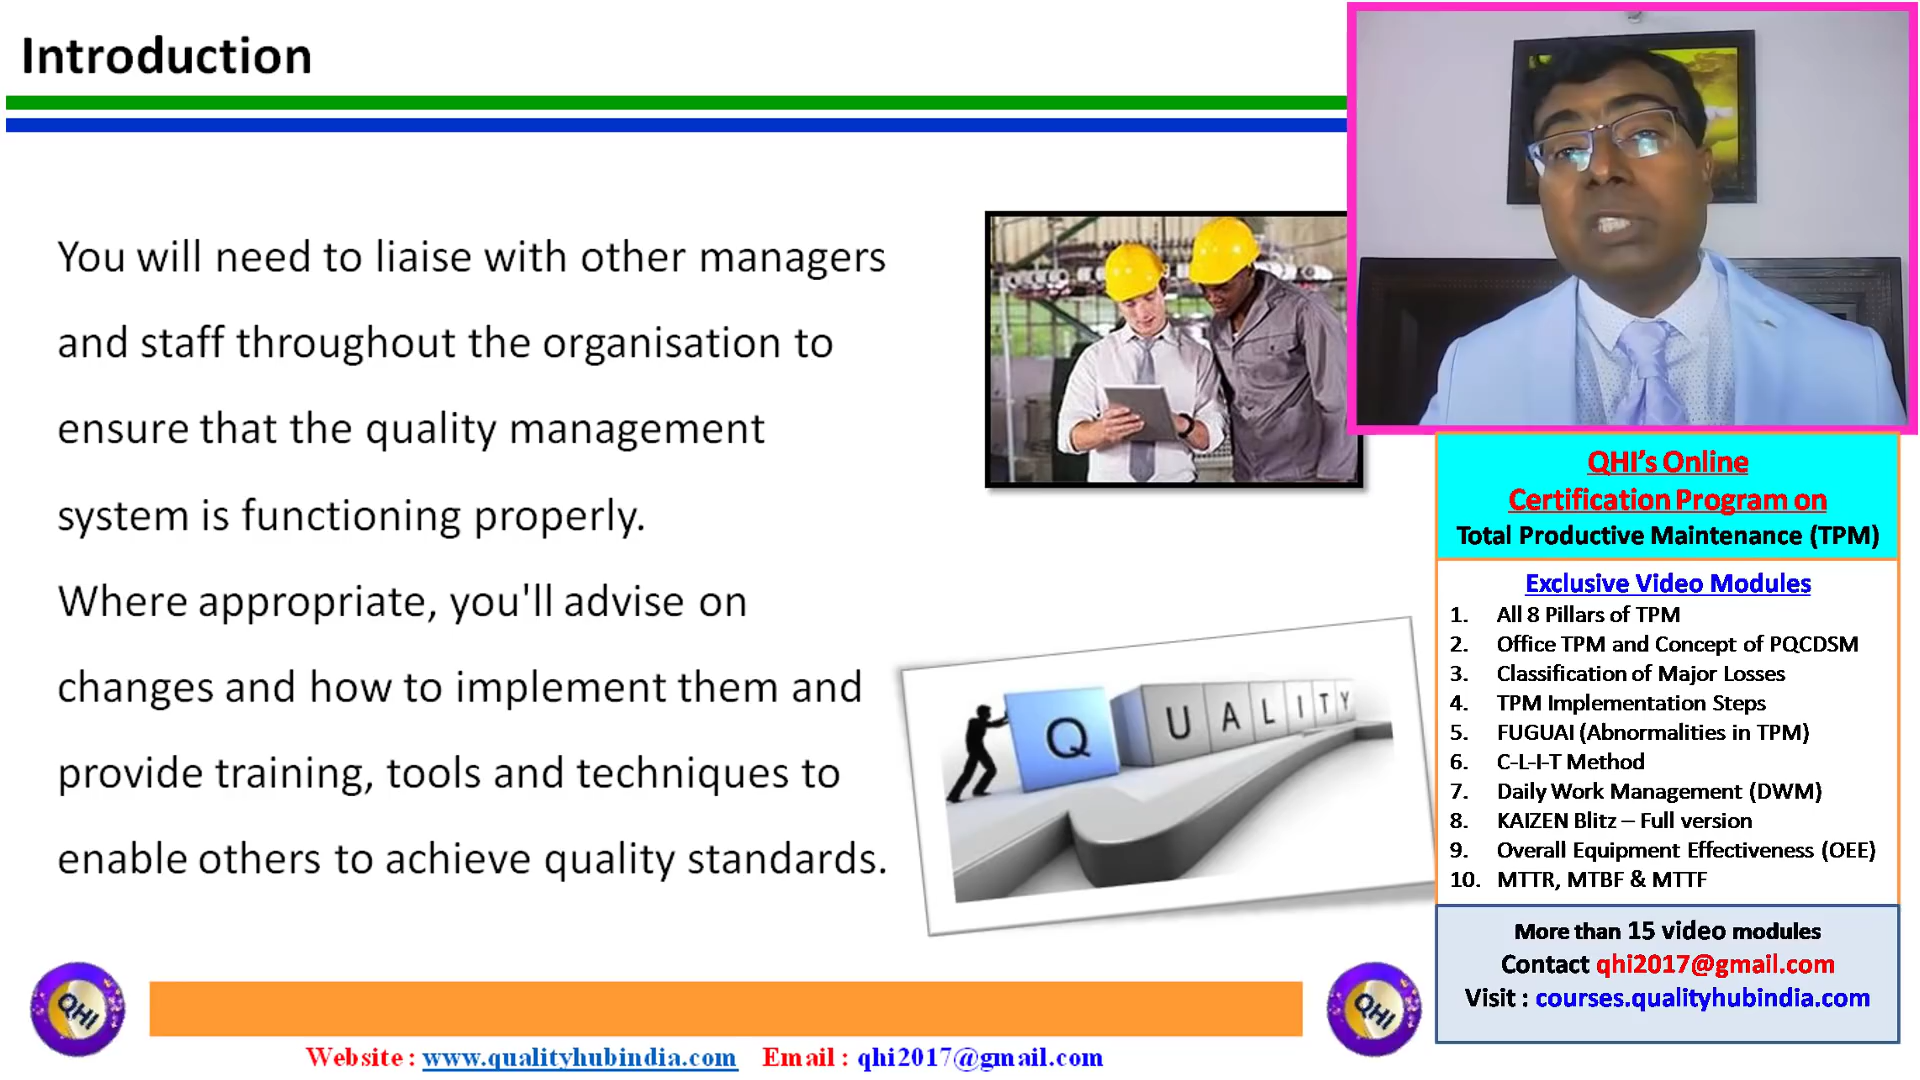 Introduction
You will need to liaise with other managers
and staff throughout the organisation to
ensure that the quality management
system is functioning properly.
Where appropriate, you'll advise on
changes and how to implement them and
provide training, tools and techniques to
enable others to achieve quality standards.
QUALITY
QHI’s Online
Certification Program on
Total Productive Maintenance (TPM)
Exclusive Video Modules
1. All 8 Pillars of TPM
2. Office TPM and Concept of PQCDSM
3. Classification of Major Losses
4. TPM Implementation Steps
5. FUGUAI (Abnormalities in TPM)
6. C-L-I-T Method
7. Daily Work Management (DWM)
8. KAIZEN Blitz – Full version
9. Overall Equipment Effectiveness (OEE)
10. MTTR, MTBF & MTTF
More than 15 video modules
Contact qhi2017@gmail.com
Visit : courses.qualityhubindia.com
QHI
QHI
Website : www.qualityhubindia.com Email : qhi2017@gmail.com